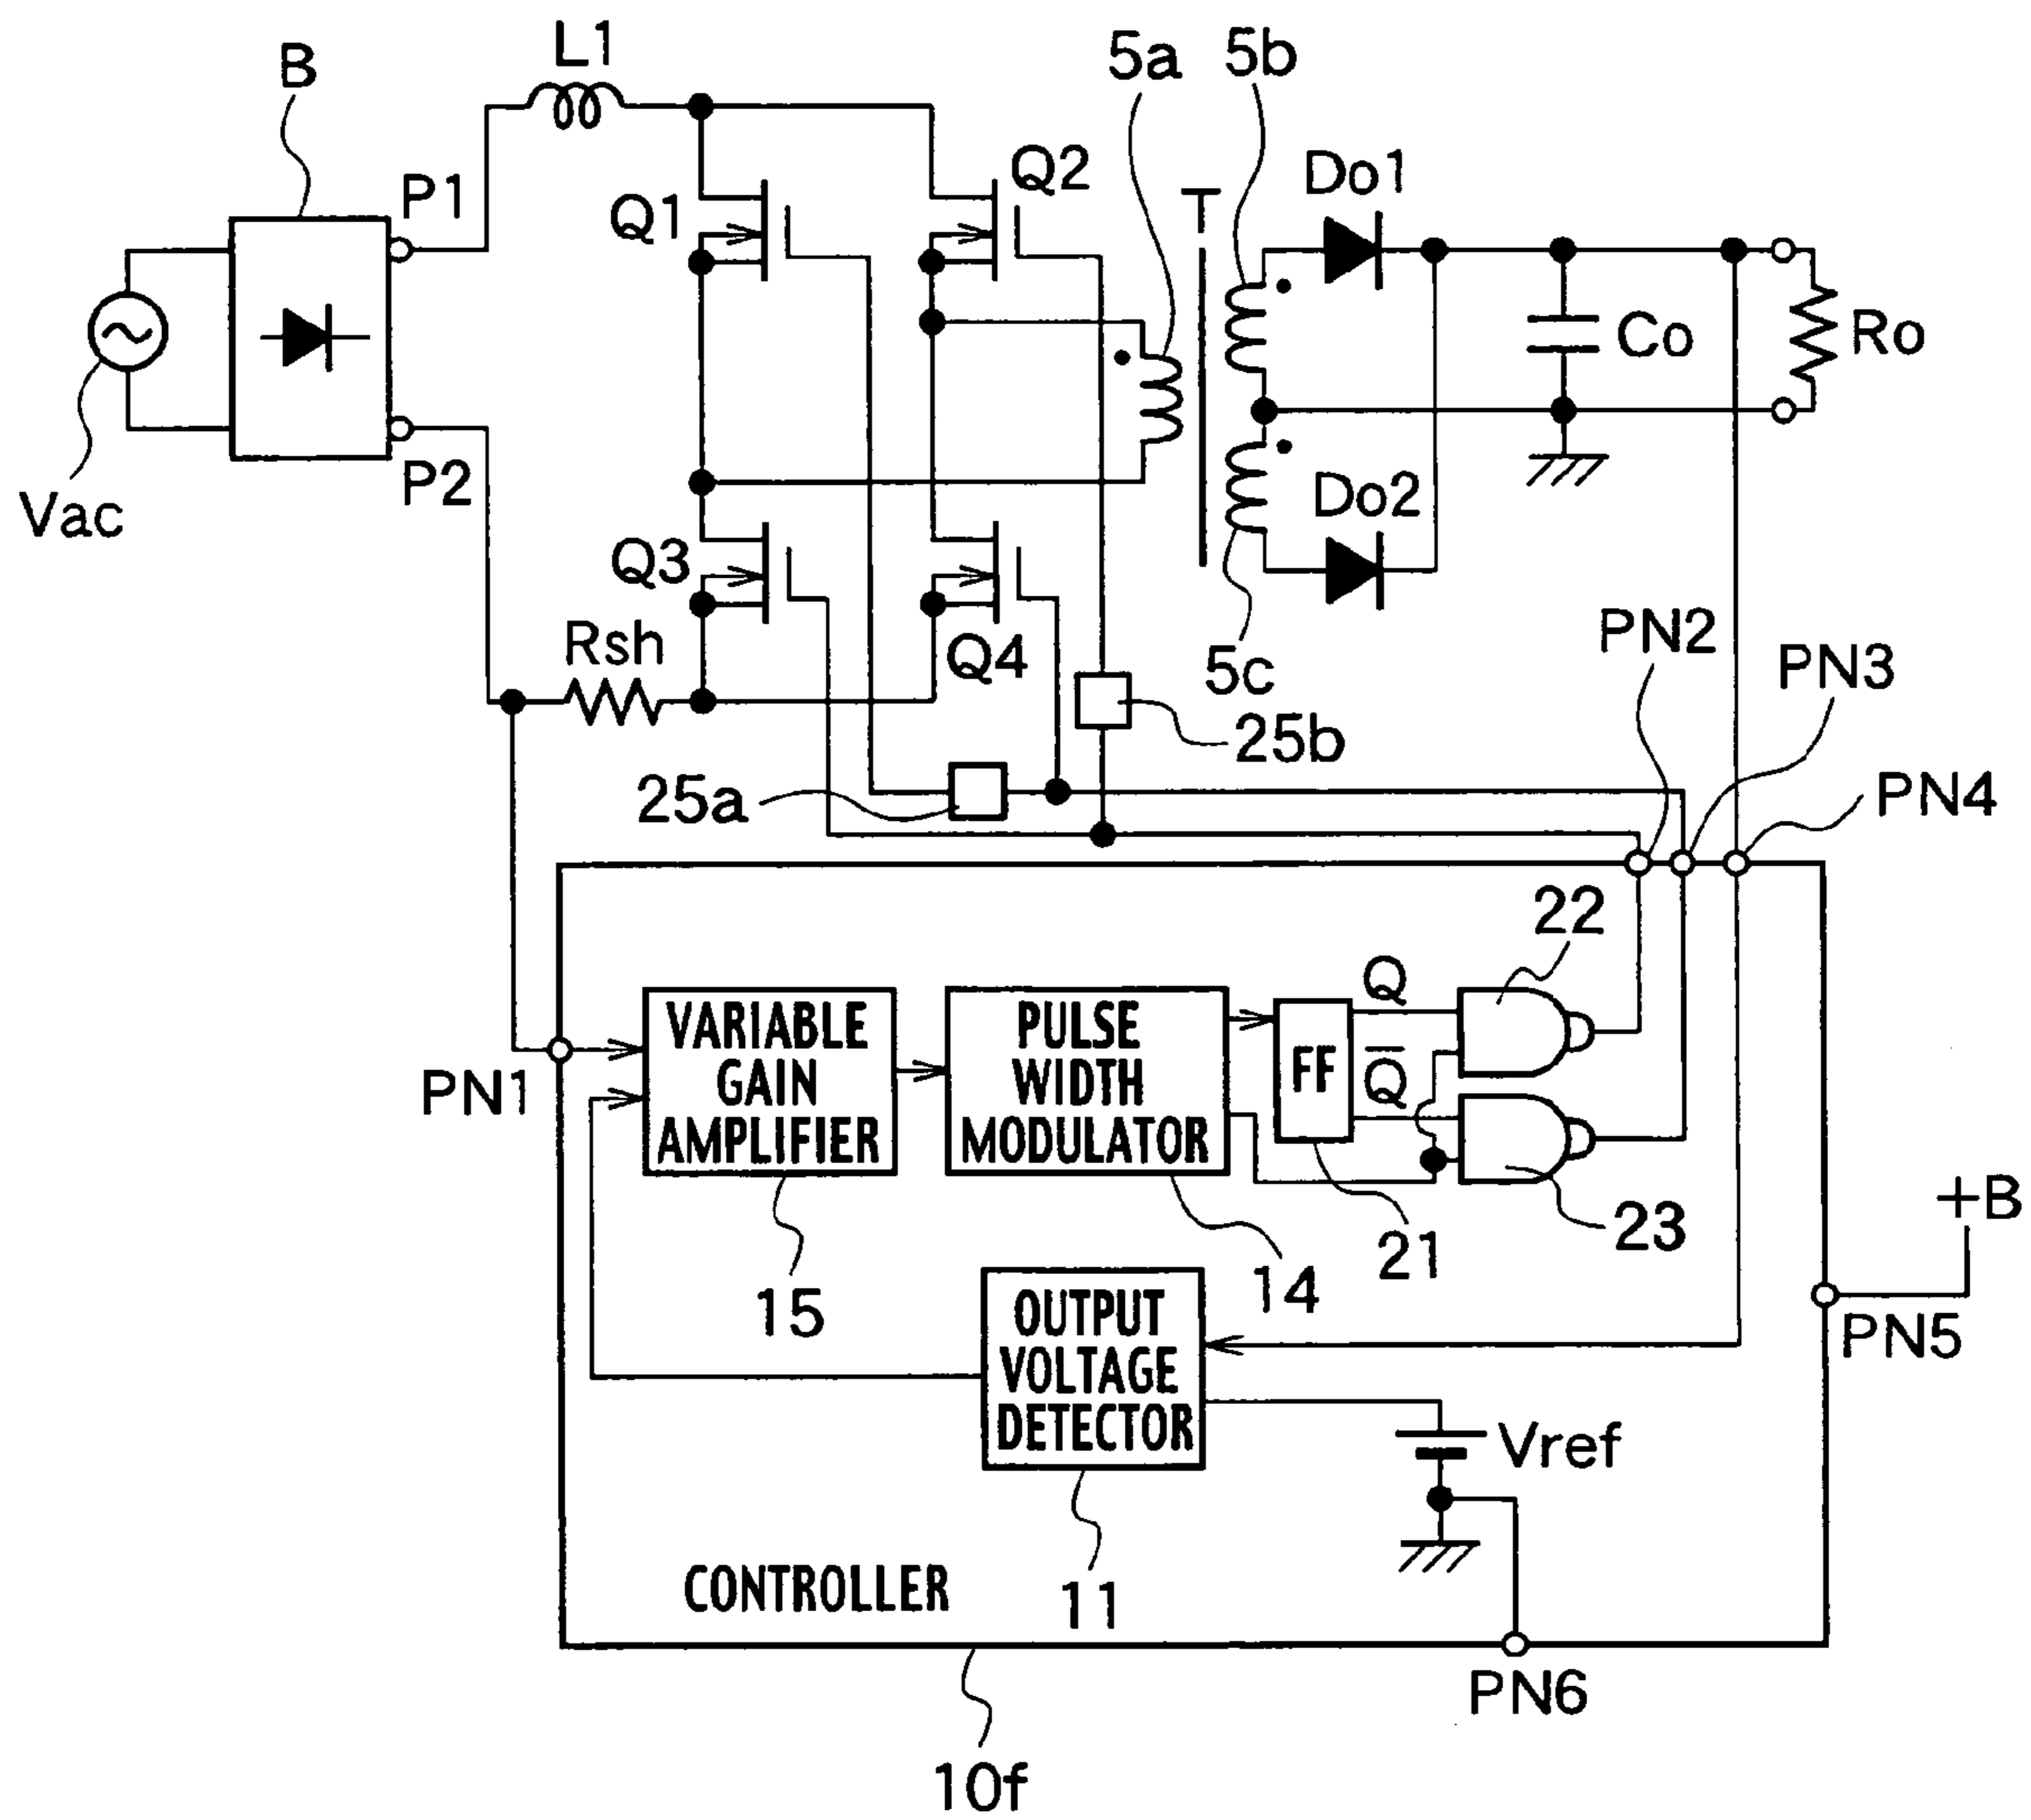 L1
B
5a
5b
P1
Q1
Q2
T
Do1
Co
Ro
P2
Vac
Do2
Q3
Rsh
Q4
5c
PN2
PN3
25b
25a
PN4
22
Q
Q̅
PN1
VARIABLE
GAIN
AMPLIFIER
PULSE
WIDTH
MODULATOR
FF
23
+B
21
15
14
PN5
OUTPUT
VOLTAGE
DETECTOR
Vref
11
CONTROLLER
PN6
10f